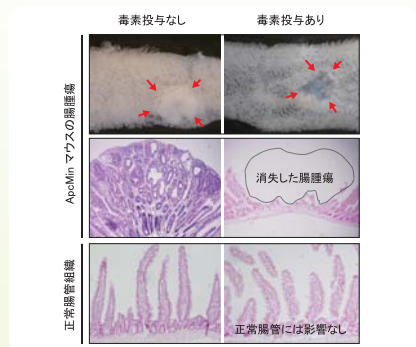 毒素投与なし
毒素投与あり
ApcMin マウスの腸腫瘍
消失した腸腫瘍
正常腸管組織
正常腸管には影響なし